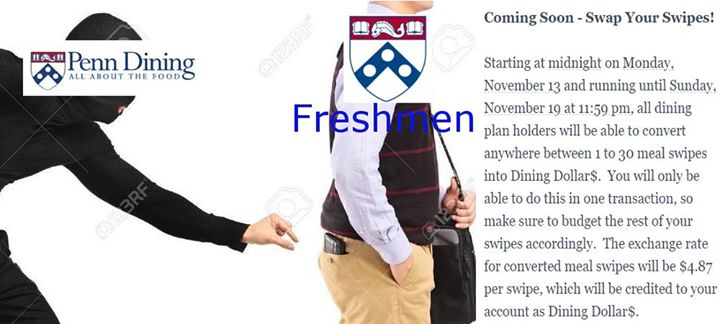 Penn Dining
ALL ABOUT THE FOOD
Freshmen
Coming Soon - Swap Your Swipes!
Starting at midnight on Monday,
November 13 and running until Sunday,
November 19 at 11:59 pm, all dining
plan holders will be able to convert
anywhere between 1 to 30 meal swipes
into Dining Dollar$.  You will only be
able to do this in one transaction, so
make sure to budget the rest of your
swipes accordingly.  The exchange rate
for converted meal swipes will be $4.87
per swipe, which will be credited to your
account as Dining Dollar$.